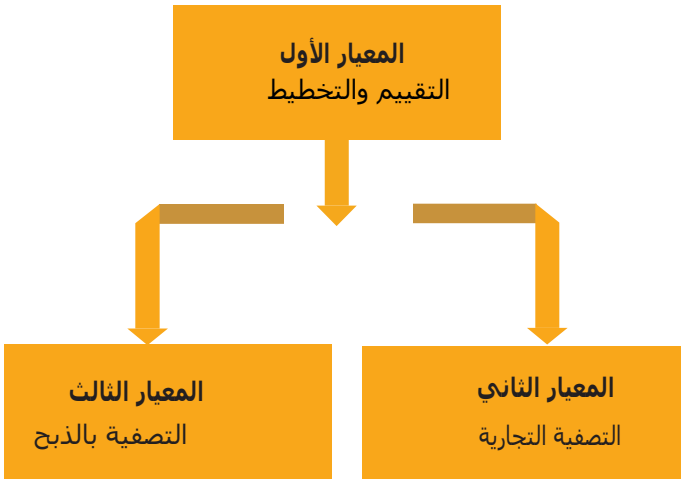 المعيار الأول
التقييم والتخطيط
المعيار الثاني
التصفية التجارية
المعيار الثالث
التصفية بالذبح